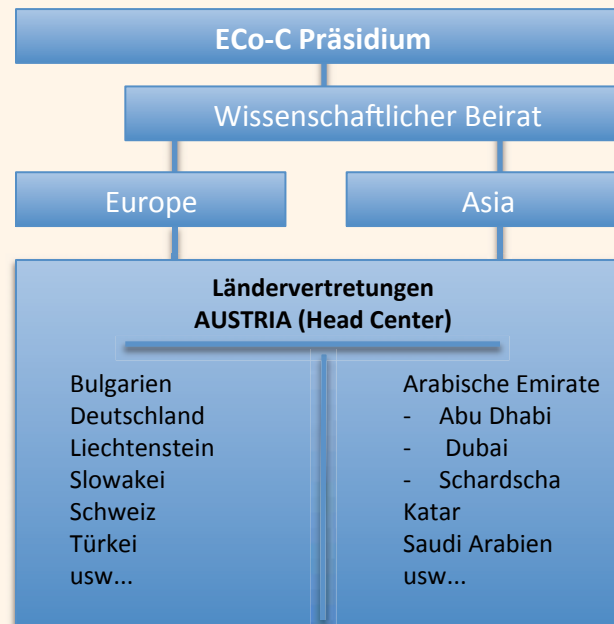 ECo-C Präsidium
Wissenschaftlicher Beirat
Europe
Asia
Ländervertretungen
AUSTRIA (Head Center)
Bulgarien
Deutschland
Liechtenstein
Slowakei
Schweiz
Türkei
usw...
Arabische Emirate
- Abu Dhabi
- Dubai
- Schardscha
Katar
Saudi Arabien
usw...